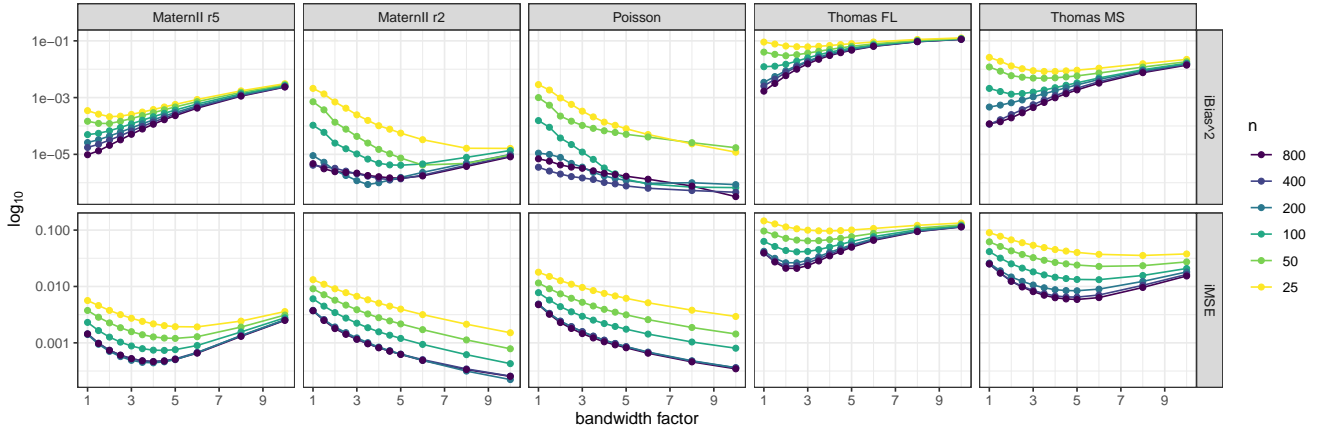 MaternII r5 MaternII r2 Poisson Thomas FL Thomas MS
1e−01
1e−03
1e−05
iBias^2
log10
0.100
0.010
0.001
iMSE
1 3 5 7 9 1 3 5 7 9 1 3 5 7 9 1 3 5 7 9 1 3 5 7 9
bandwidth factor
n
800
400
200
100
50
25